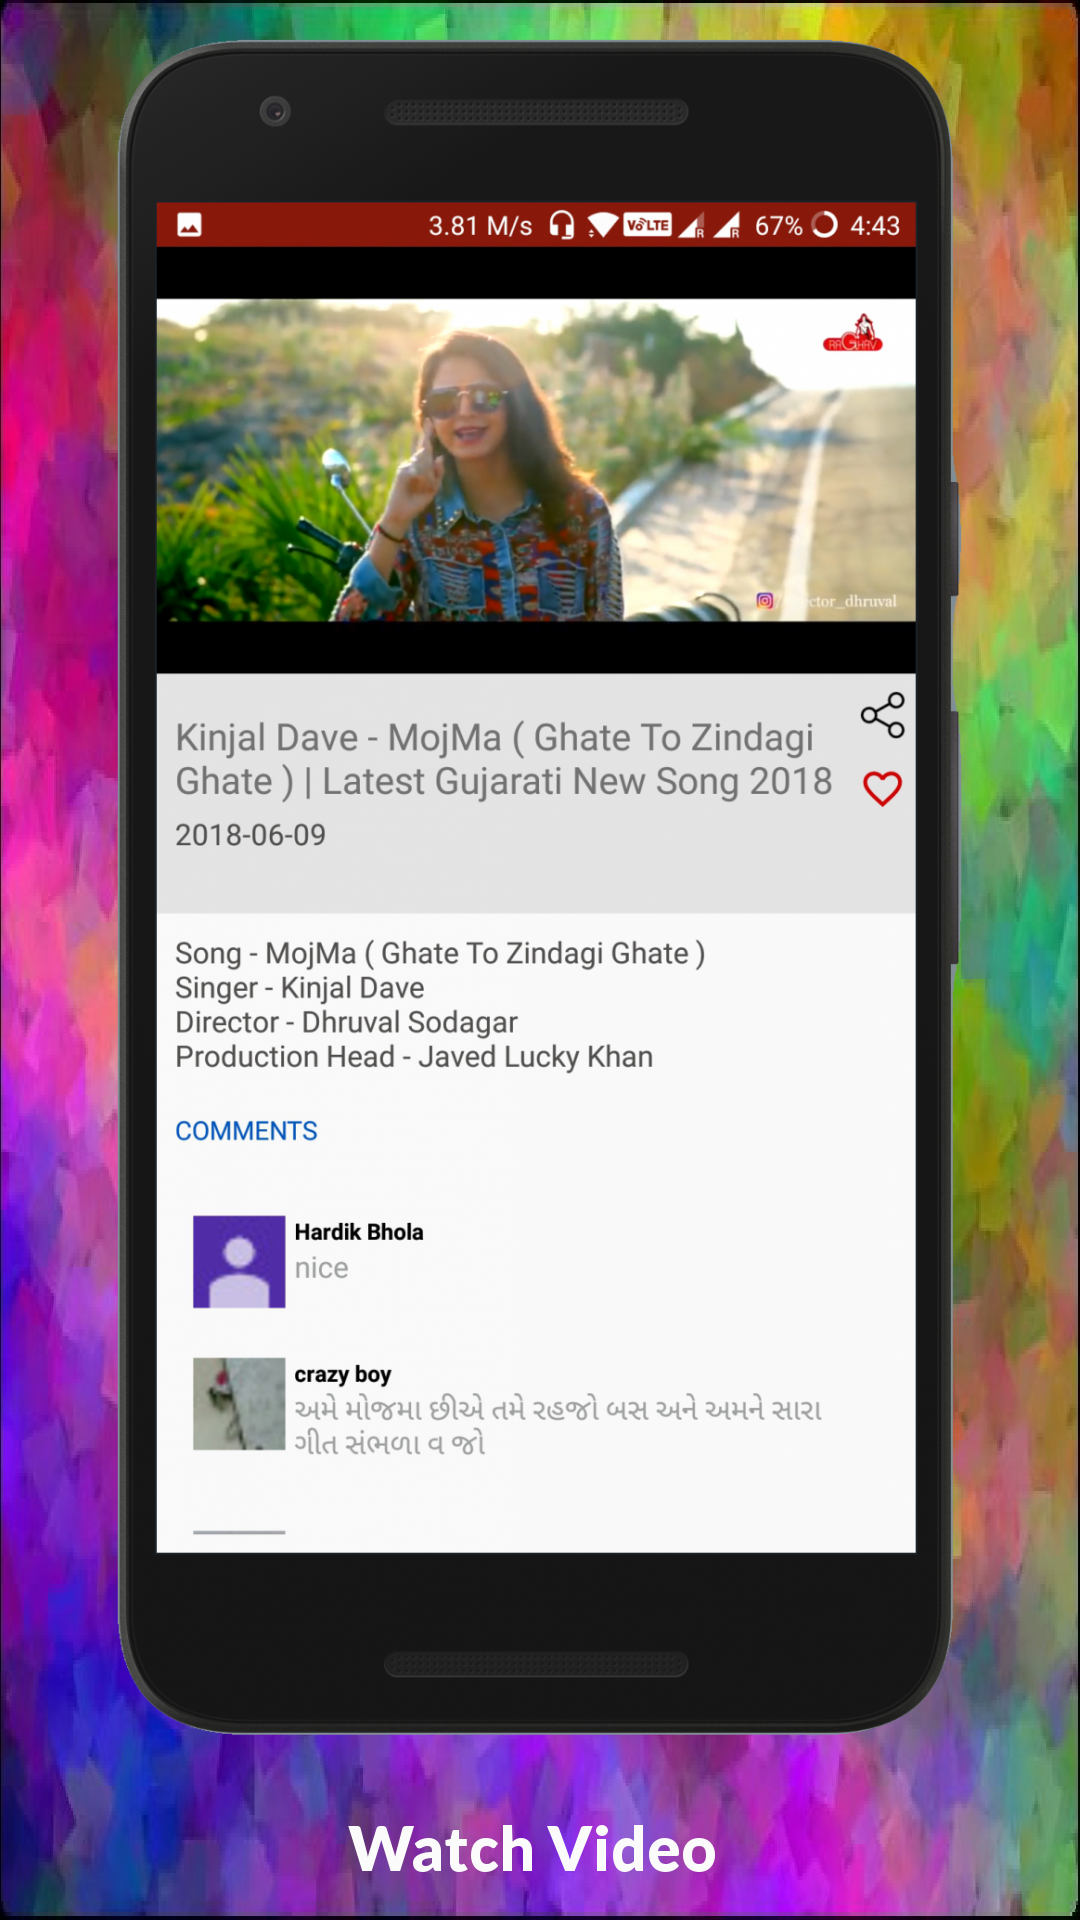 3.81 M/s VoLTE R R 67% 4:43
RAGHAV
ctor_dhruval
Kinjal Dave - MojMa ( Ghate To Zindagi
Ghate ) | Latest Gujarati New Song 2018
2018-06-09
Song - MojMa ( Ghate To Zindagi Ghate )
Singer - Kinjal Dave
Director - Dhruval Sodagar
Production Head - Javed Lucky Khan
COMMENTS
Hardik Bhola
nice
crazy boy
અમે મોજમા છીએ તમે રહજો બસ અને અમને સારા
ગીત સંભળા વ જો
Watch Video